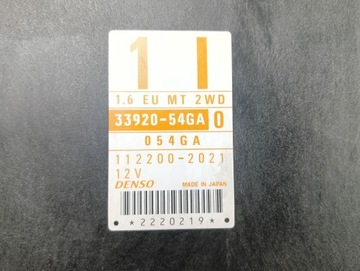 1 I
1.6 EU MT 2WD
33920-54GA 0
054GA
112200-2021
12V
DENSO MADE IN JAPAN
*2220219*